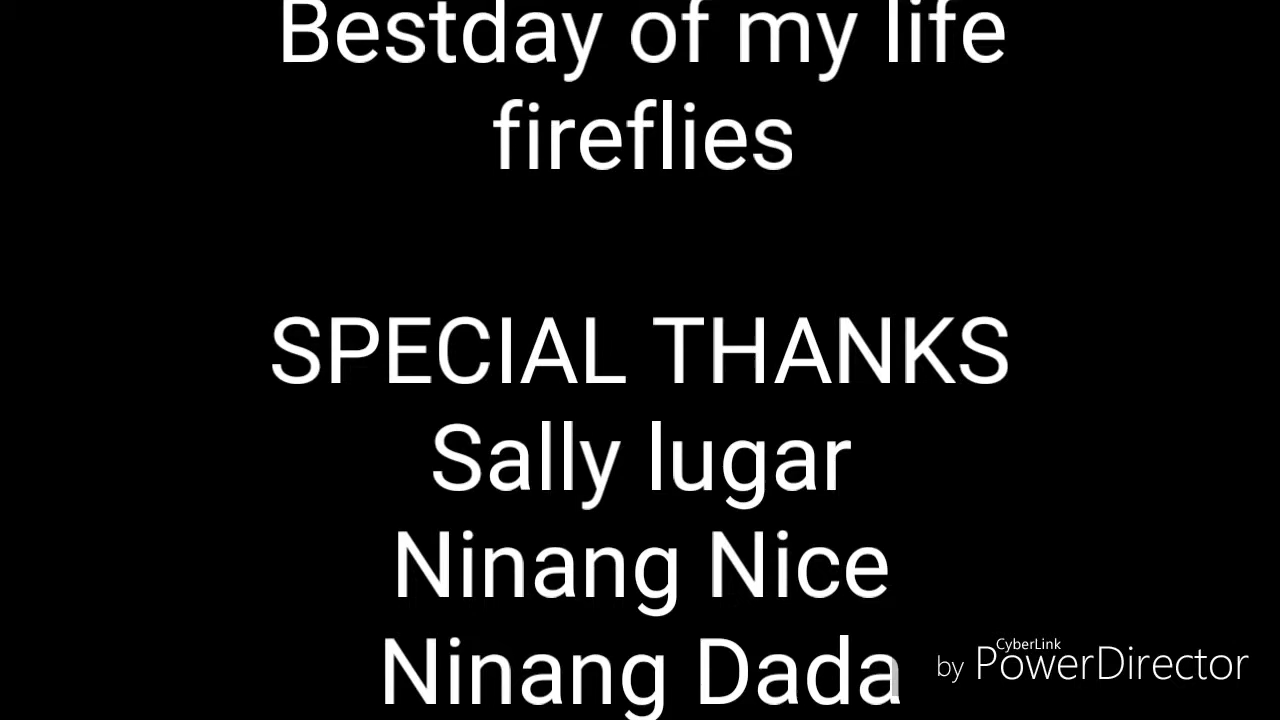 Bestday of my life
fireflies
SPECIAL THANKS
Sally lugar
Ninang Nice
Ninang Dada
CyberLink
by PowerDirector